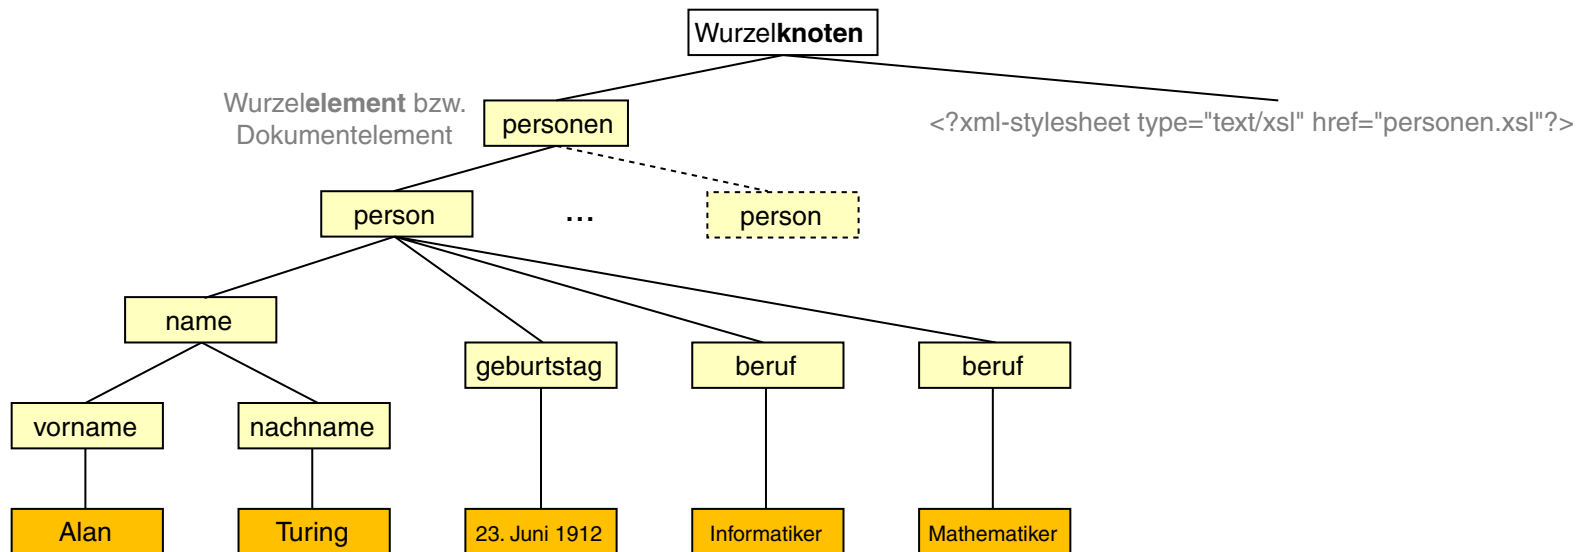 Wurzelknoten
Wurzelelement bzw.
Dokumentelement
personen
<?xml-stylesheet type="text/xsl" href="personen.xsl"?>
person
...
person
name
geburtstag
beruf
beruf
vorname
nachname
Alan
Turing
23. Juni 1912
Informatiker
Mathematiker